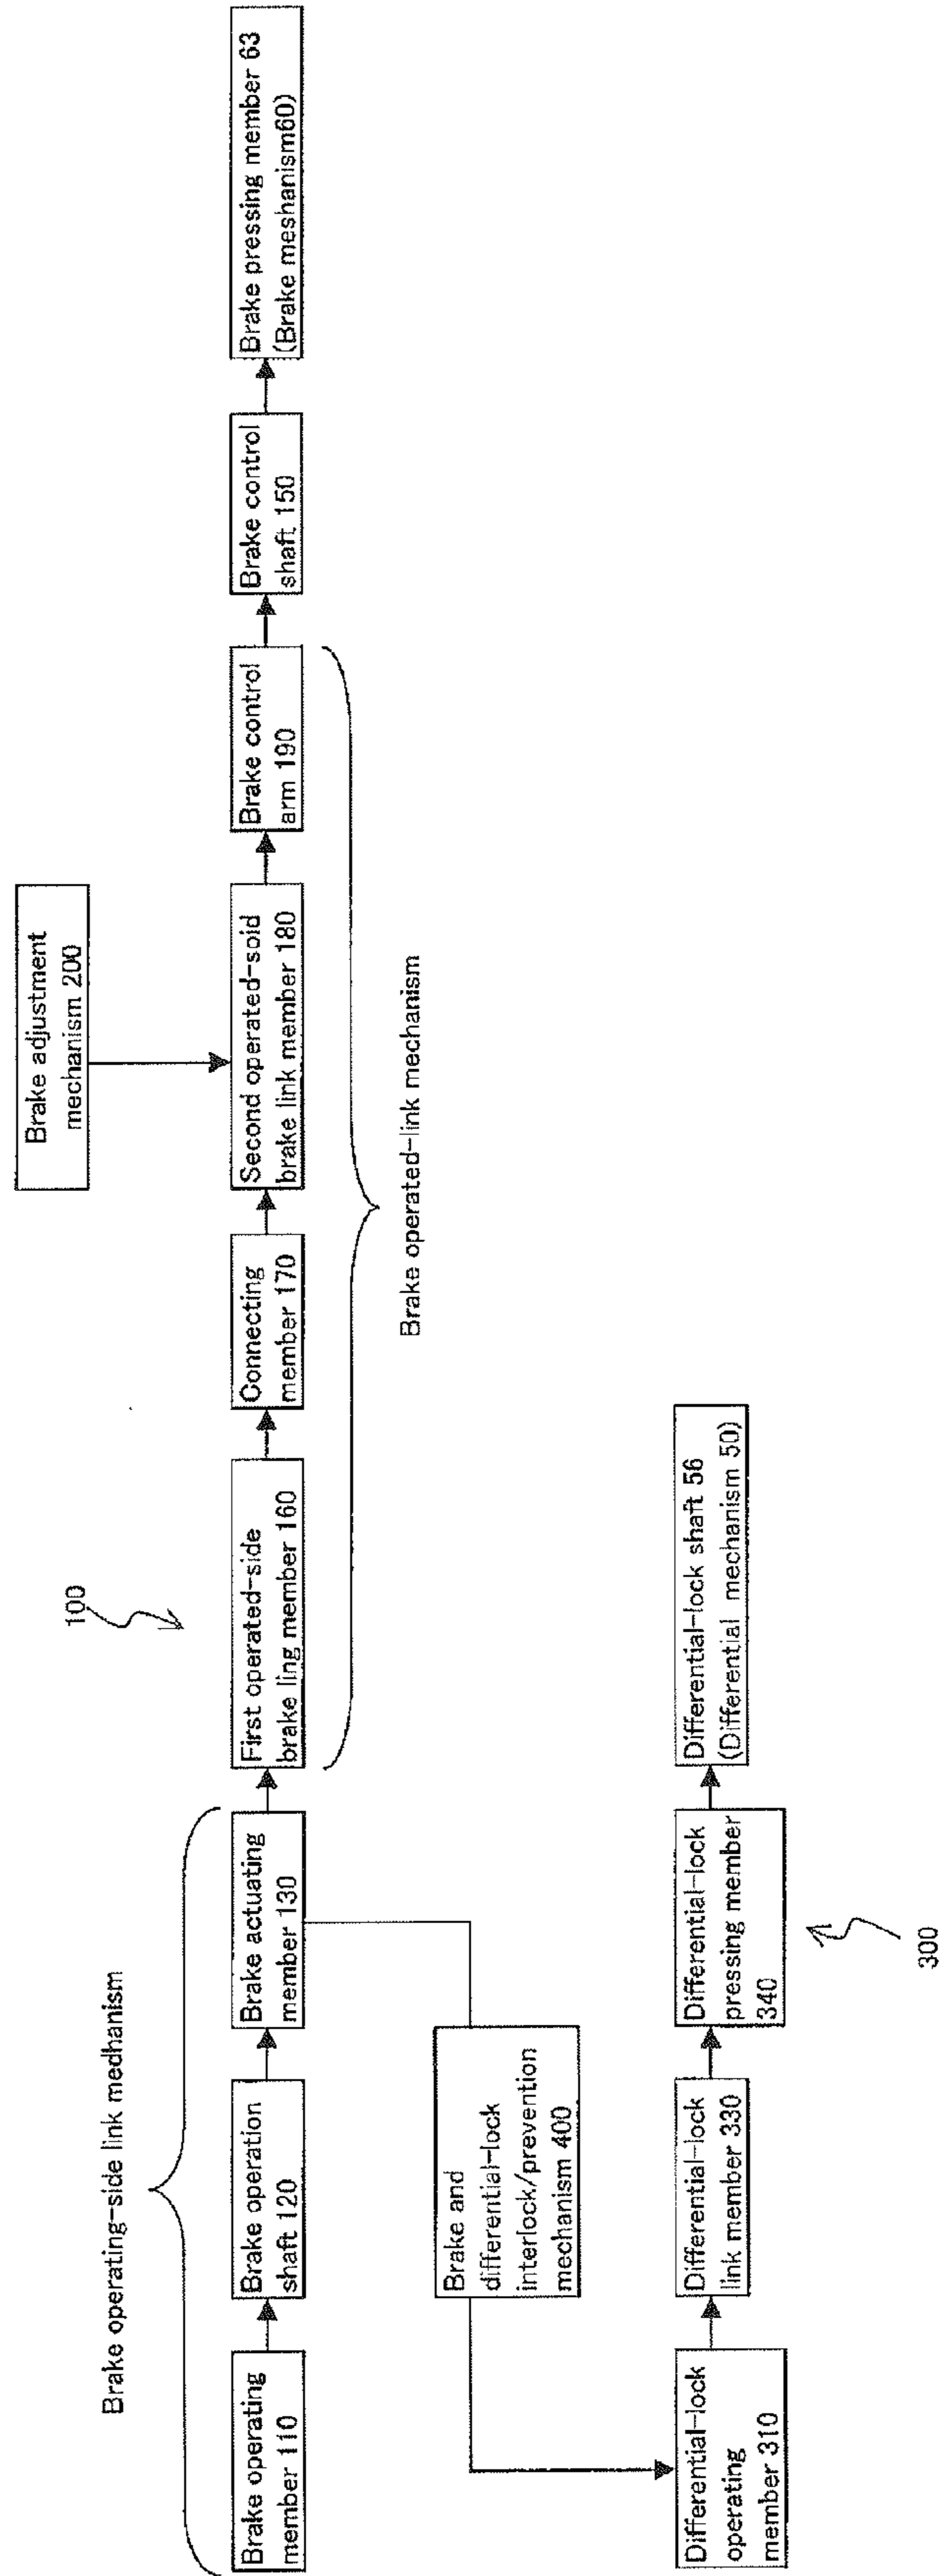 Brake adjustment
mechanism 200
100
Brake operating-side link medhanism
Brake operating
member 110
Brake operation
shaft 120
Brake actuating
member 130
First operated-side
brake ling member 160
Connecting
member 170
Second operated-soid
brake link member 180
Brake control
arm 190
Brake control
shaft 150
Brake pressing member 63
(Brake meshanism60)
Brake operated-link mechanism
Brake and
differential-lock
interlock/prevention
mechanism 400
Differential-lock
operating
member 310
Differential-lock
link member 330
Differential-lock
pressing member
340
Differential-lock shaft 56
(Differential mechanism 50)
300